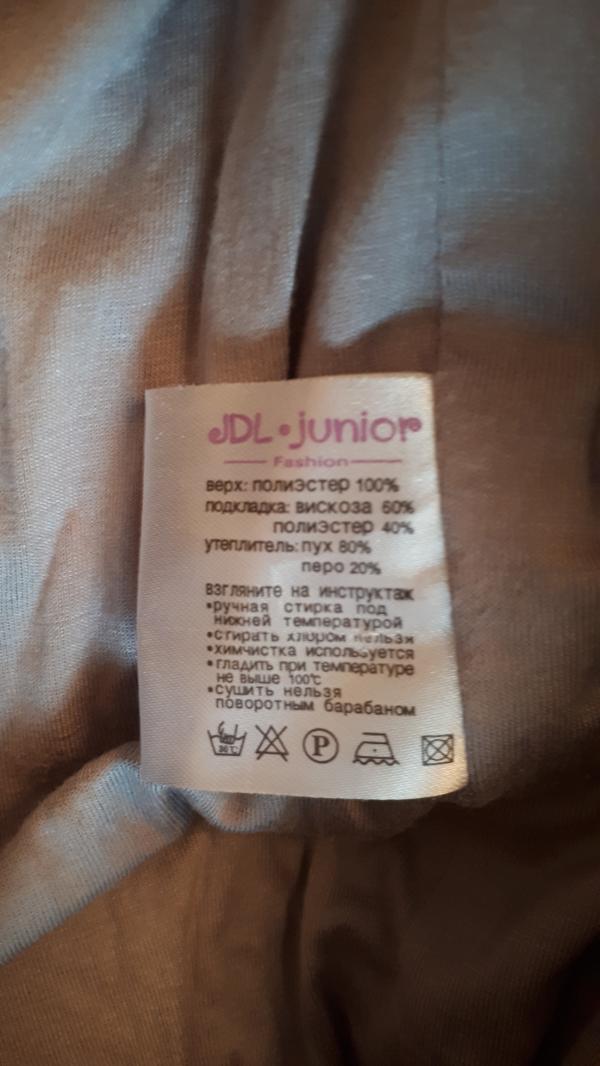 JDL•junior
Fashion
верх: полиэстер 100%
подкладка: вискоза 60%
полиэстер 40%
утеплитель: пух 80%
перо 20%
взгляните на инструктаж
•ручная стирка под
нижней температурой
•стирать хлором нельзя
•химчистка используется
•гладить при температуре
не выше 100°C
•сушить нельзя
поворотным барабаном
30°C P